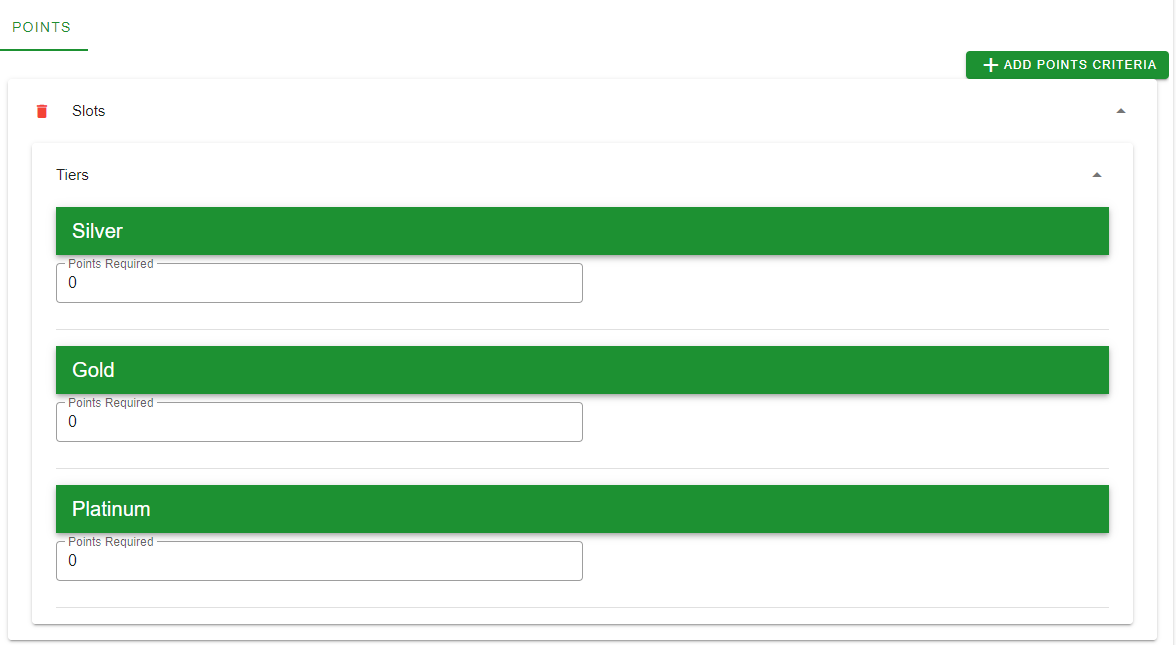 POINTS
ADD POINTS CRITERIA
Slots
Tiers
Silver
Points Required
0
Gold
Points Required
0
Platinum
Points Required
0